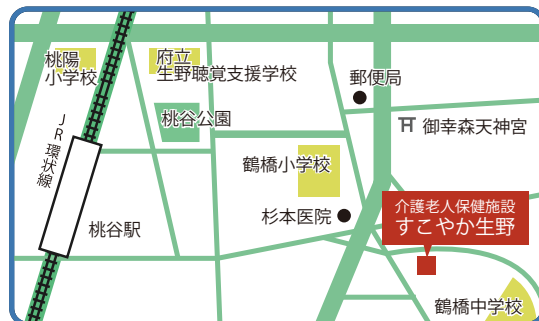 桃陽
小学校
府立
生野聴覚支援学校
郵便局
桃谷公園
御幸森天神宮
JR環状線
鶴橋小学校
介護老人保健施設
すこやか生野
杉本医院
桃谷駅
鶴橋中学校